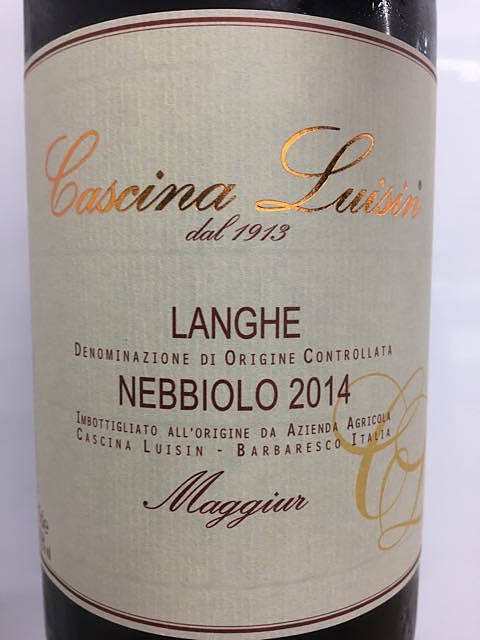 Cascina Luisin
dal 1913
LANGHE
DENOMINAZIONE DI ORIGINE CONTROLLATA
NEBBIOLO 2014
IMBOTTIGLIATO ALL'ORIGINE DA AZIENDA AGRICOLA
CASCINA LUISIN - BARBARESCO ITALIA
Maggiur
CL